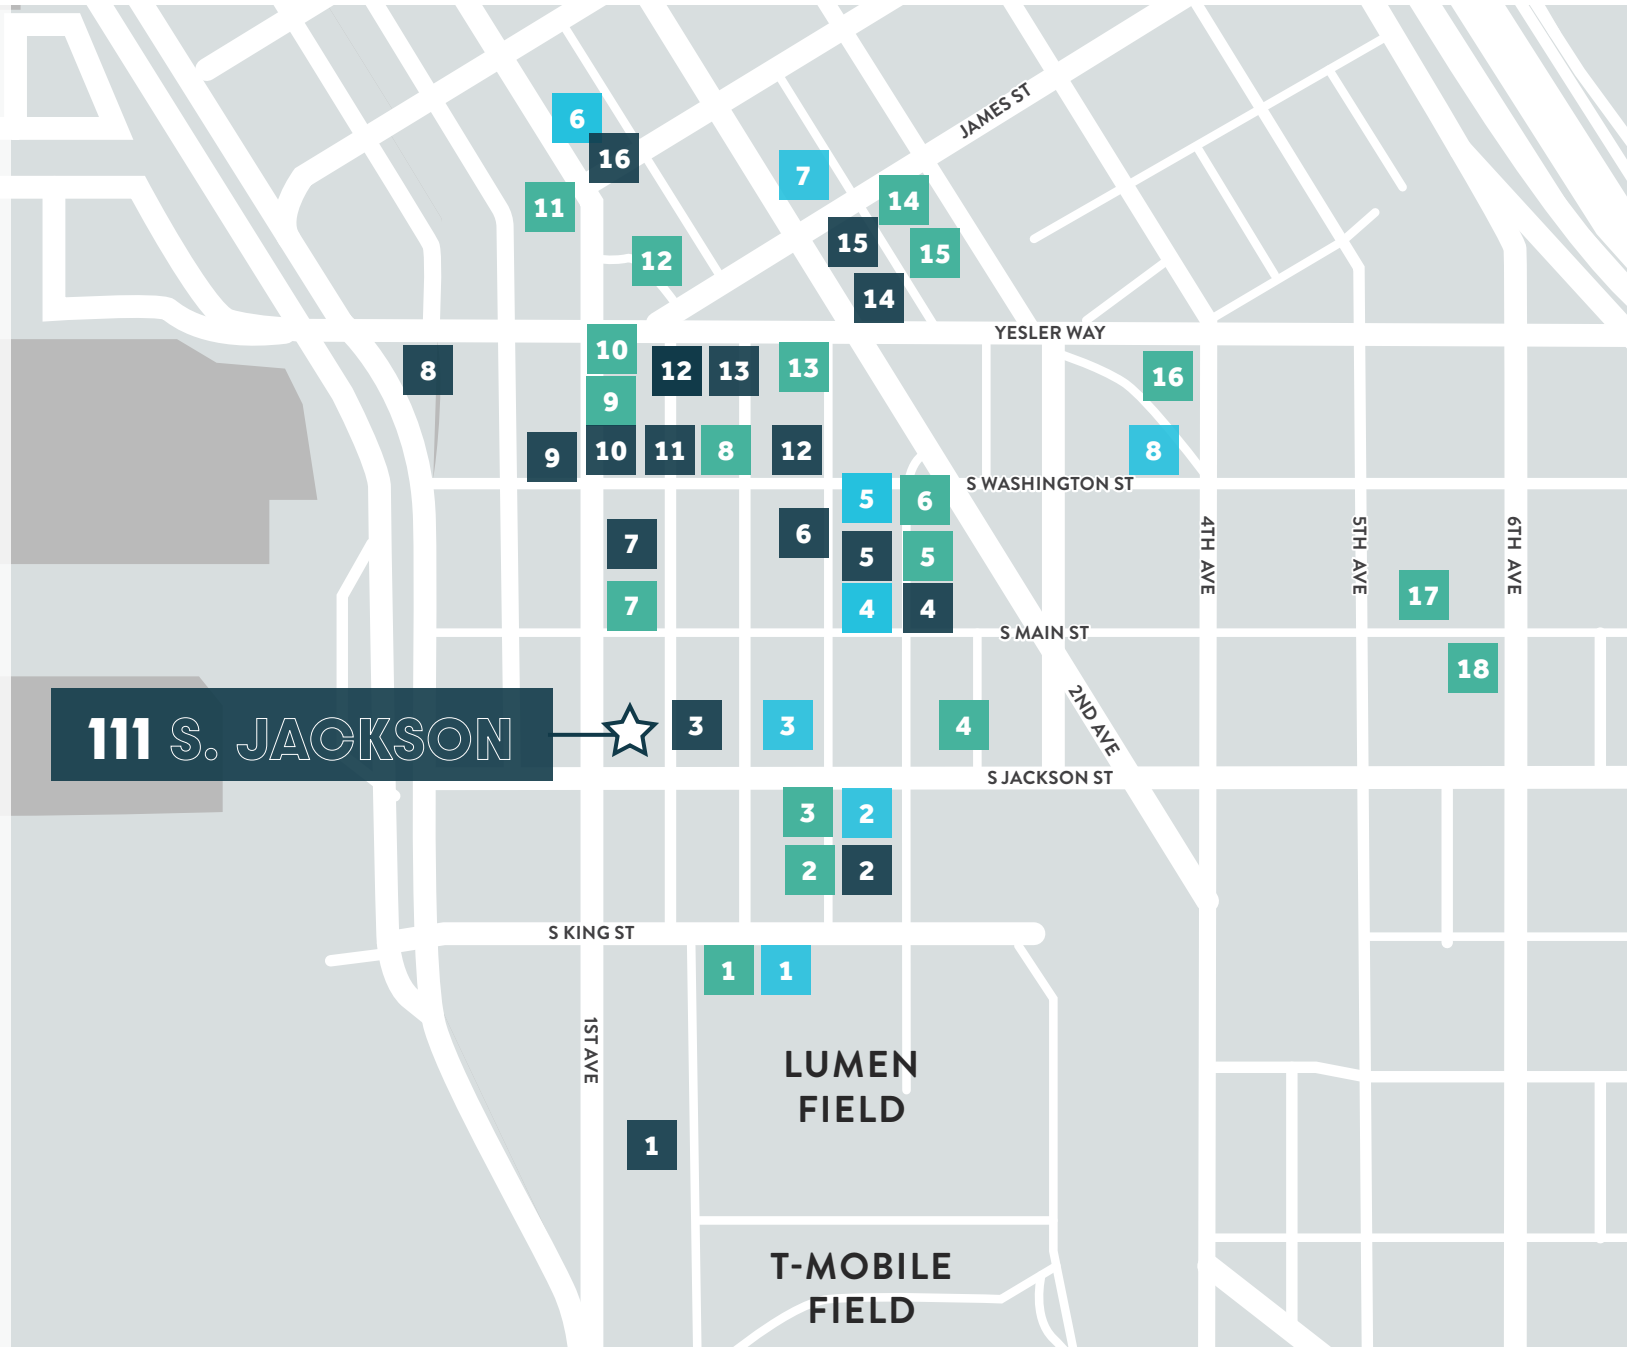 JAMES ST
6
16
7
11
14
15
15
12
14
YESLER WAY
10
8
12
13
13
16
9
9
10
11
8
12
8
S WASHINGTON ST
5
6
7
6
5
5
4TH AVE
5TH AVE
6TH AVE
7
4
4
17
S MAIN ST
18
2ND AVE
111 S. JACKSON
3
3
4
S JACKSON ST
3
2
2
2
S KING ST
1
1
1ST AVE
LUMEN
FIELD
1
T-MOBILE
FIELD